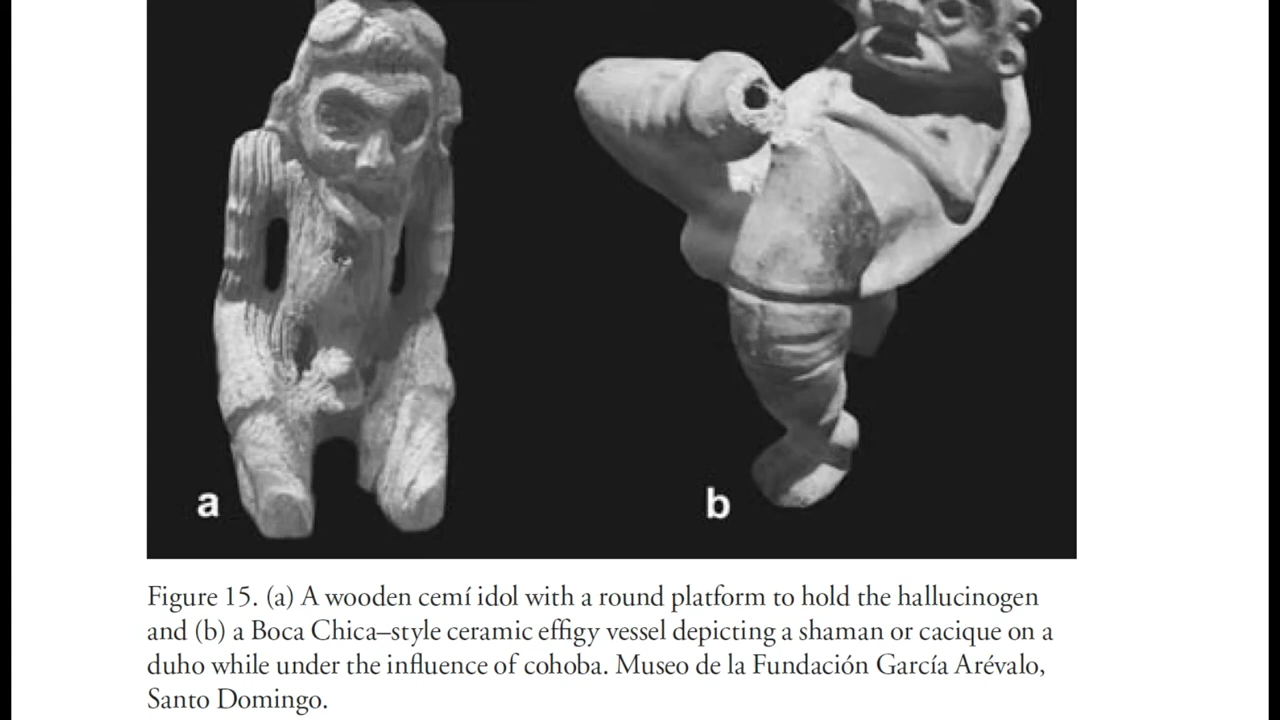 a
b
Figure 15. (a) A wooden cemí idol with a round platform to hold the hallucinogen
and (b) a Boca Chica–style ceramic effigy vessel depicting a shaman or cacique on a
duho while under the influence of cohoba. Museo de la Fundación García Arévalo,
Santo Domingo.